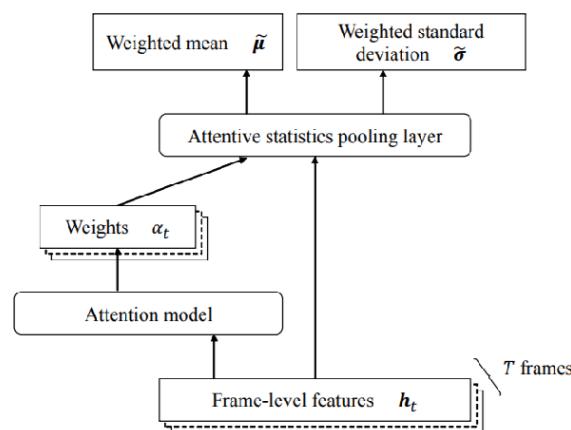 Weighted mean μ̃
Weighted standard
deviation σ̃
Attentive statistics pooling layer
Weights αₜ
Attention model
T frames
Frame-level features hₜ